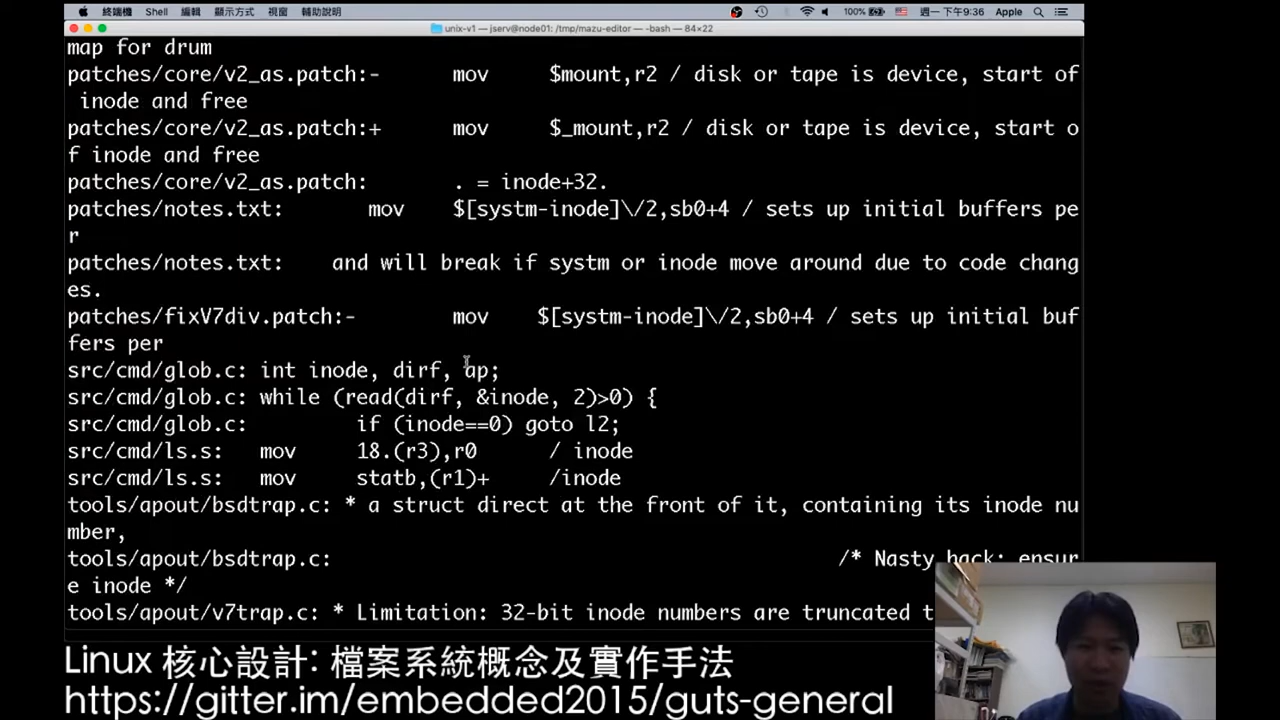 終端機 Shell 編輯 顯示方式 視窗 輔助說明 100% 週一 下午9:36 Apple
unix-v1 — jserv@node01: /tmp/mazu-editor — -bash — 84×22
map for drum
patches/core/v2_as.patch:- mov $mount,r2 / disk or tape is device, start of
inode and free
patches/core/v2_as.patch:+ mov $_mount,r2 / disk or tape is device, start o
f inode and free
patches/core/v2_as.patch: . = inode+32.
patches/notes.txt: mov $[systm-inode]\/2,sb0+4 / sets up initial buffers pe
r
patches/notes.txt: and will break if systm or inode move around due to code chang
es.
patches/fixV7div.patch:- mov $[systm-inode]\/2,sb0+4 / sets up initial buf
fers per
src/cmd/glob.c: int inode, dirf, ap;
src/cmd/glob.c: while (read(dirf, &inode, 2)>0) {
src/cmd/glob.c: if (inode==0) goto l2;
src/cmd/ls.s: mov 18.(r3),r0 / inode
src/cmd/ls.s: mov statb,(r1)+ /inode
tools/apout/bsdtrap.c: * a struct direct at the front of it, containing its inode nu
mber,
tools/apout/bsdtrap.c: /* Nasty hack: ensur
e inode */
tools/apout/v7trap.c: * Limitation: 32-bit inode numbers are truncated t
Linux 核心設計: 檔案系統概念及實作手法
https://gitter.im/embedded2015/guts-general